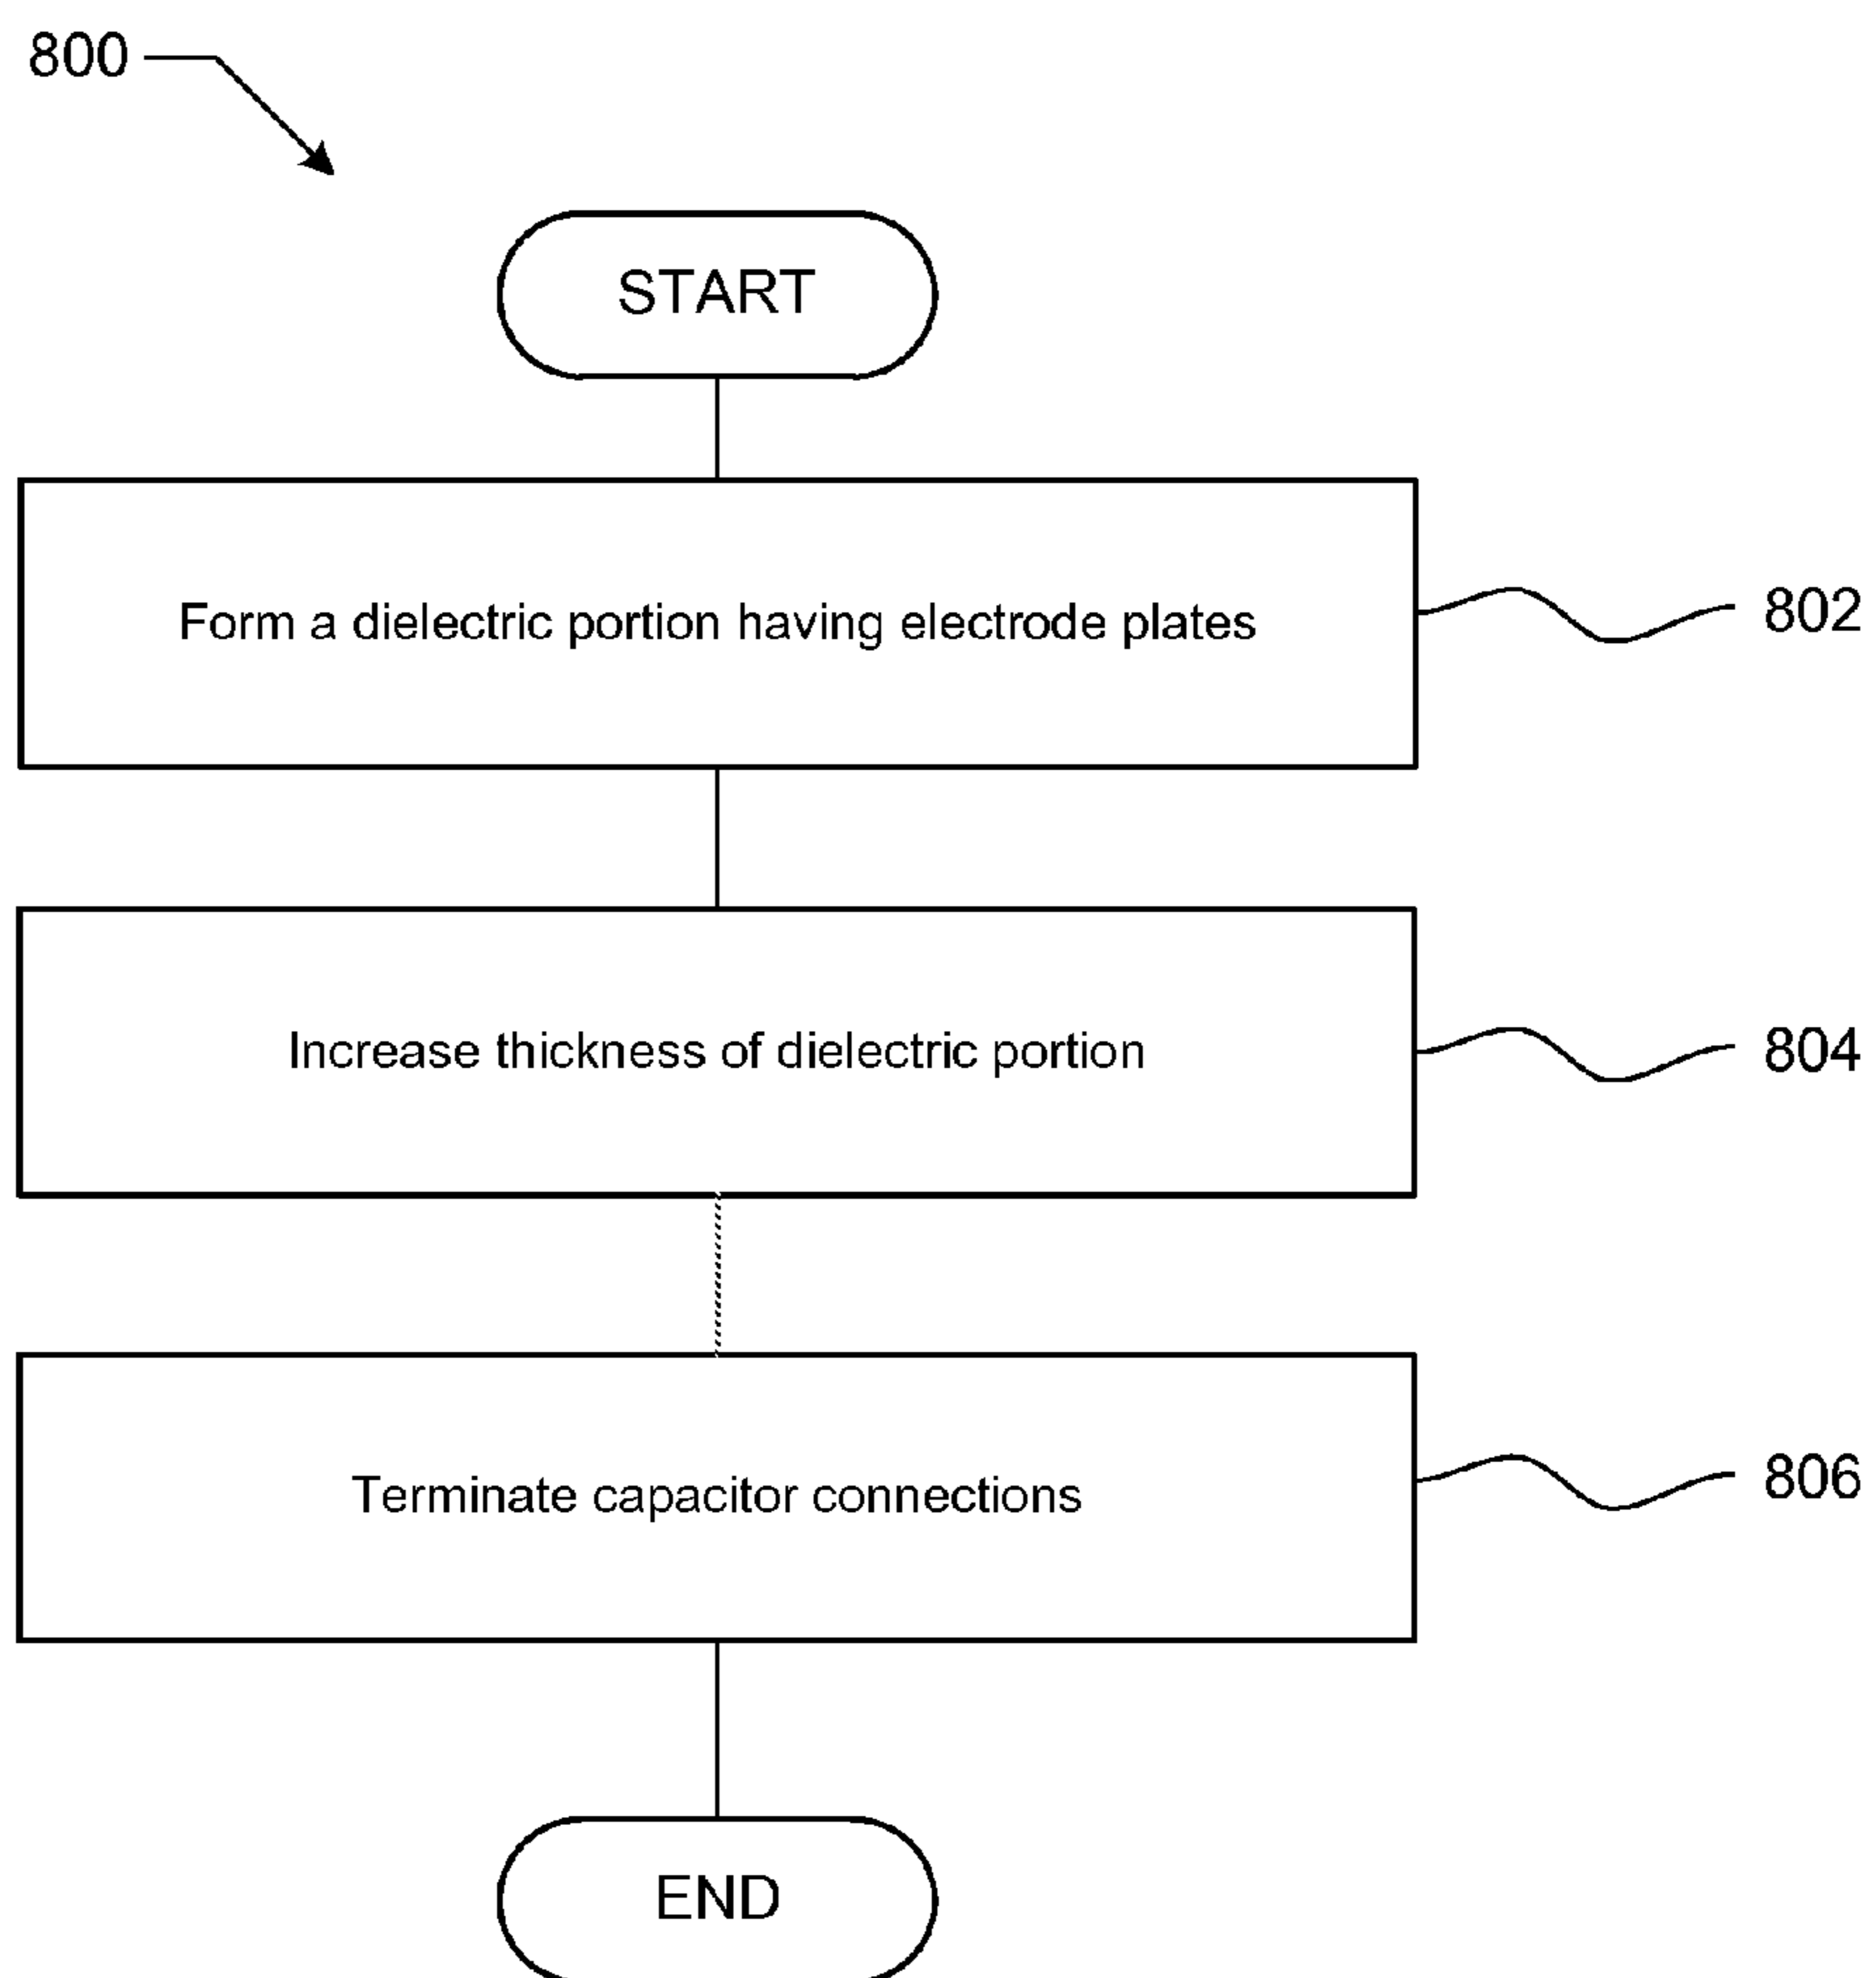 800
START
Form a dielectric portion having electrode plates
802
Increase thickness of dielectric portion
804
Terminate capacitor connections
806
END